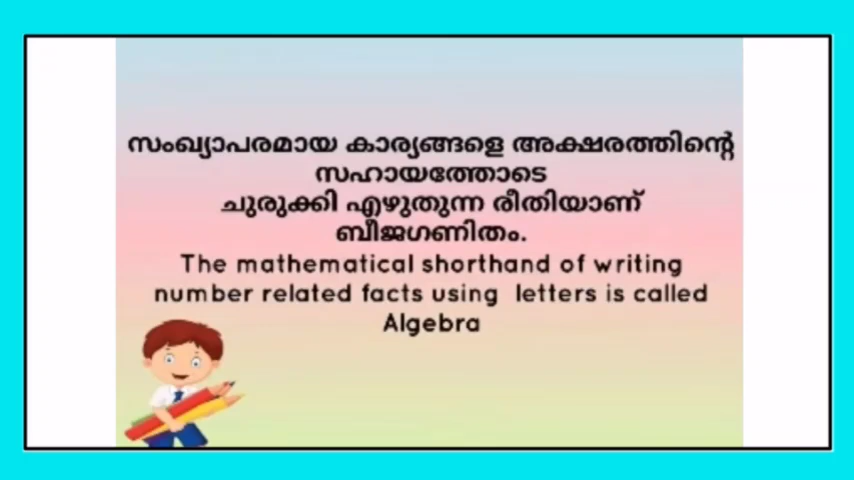 സംഖ്യാപരമായ കാര്യങ്ങളെ അക്ഷരത്തിന്റെ
സഹായത്തോടെ
ചുരുക്കി എഴുതുന്ന രീതിയാണ്
ബീജഗണിതം.
The mathematical shorthand of writing
number related facts using letters is called
Algebra